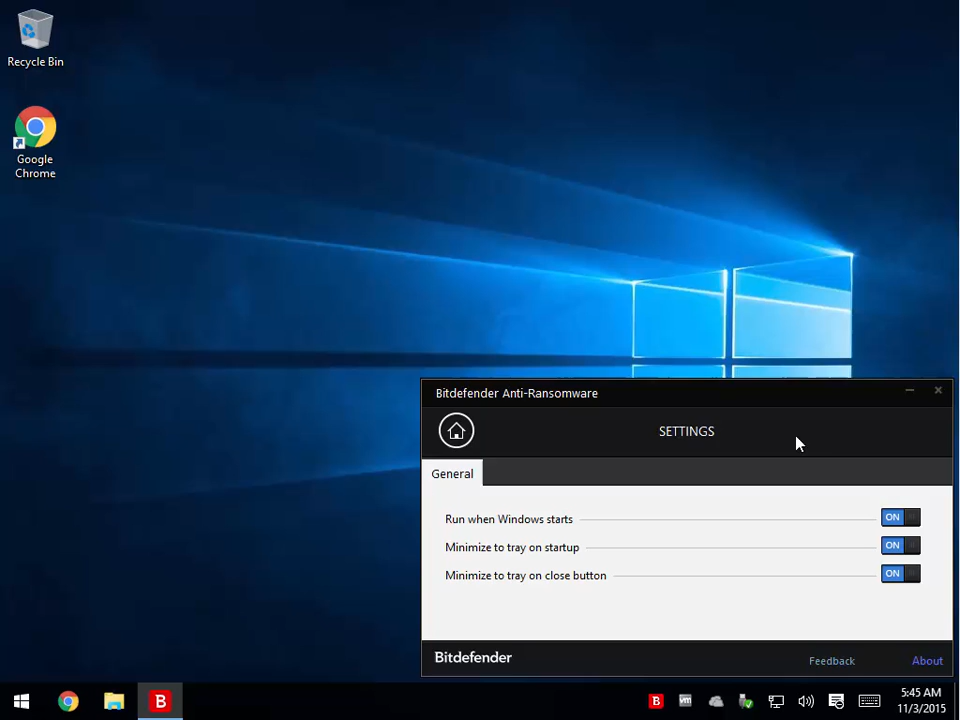 Recycle Bin
Google
Chrome
Bitdefender Anti-Ransomware
SETTINGS
General
Run when Windows starts
ON
Minimize to tray on startup
ON
Minimize to tray on close button
ON
Bitdefender
Feedback
About
B
B
vm
5:45 AM
11/3/2015